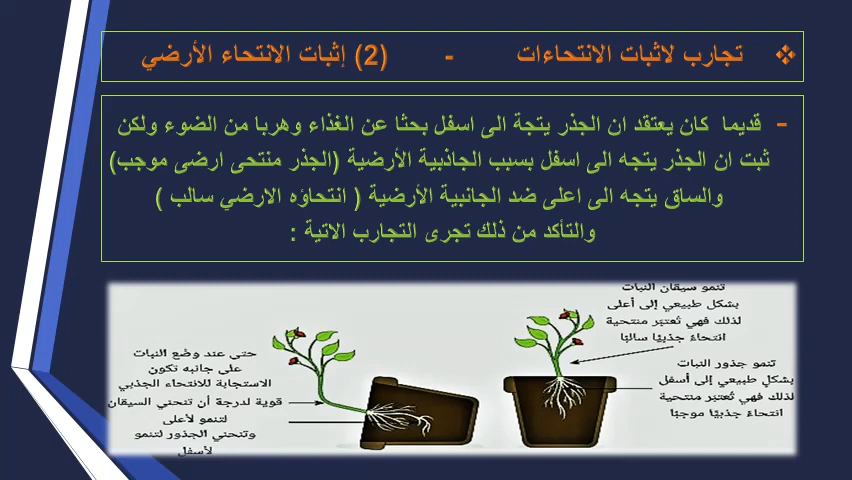 ❖ تجارب لاثبات الانتحاءات - (2) إثبات الانتحاء الأرضي
- قديما كان يعتقد ان الجذر يتجة الى اسفل بحثا عن الغذاء وهربا من الضوء ولكن
ثبت ان الجذر يتجه الى اسفل بسبب الجاذبية الأرضية (الجذر منتحى ارضى موجب)
والساق يتجه الى اعلى ضد الجانبية الأرضية ( انتحاؤه الارضي سالب )
والتأكد من ذلك تجرى التجارب الاتية :
تنمو سيقان النبات
بشكل طبيعي إلى أعلى
لذلك فهي تُعتبَر منتحية
انتحاءً جذبيًا سالبًا
تنمو جذور النبات
بشكلٍ طبيعي إلى أسفل
لذلك فهي تُعتبَر منتحية
انتحاءً جذبيًا موجبًا
حتى عند وضع النبات
على جانبه تكون
الاستجابة للانتحاء الجذبي
قوية لدرجة أن تنحني السيقان
لتنمو لأعلى
وتنحني الجذور لتنمو
لأسفل